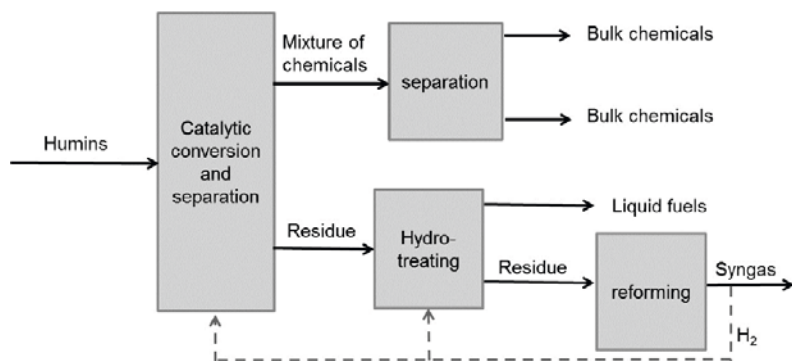 Humins
Catalytic
conversion
and
separation
Mixture of
chemicals
separation
Bulk chemicals
Bulk chemicals
Residue
Hydro-
treating
Liquid fuels
Residue
reforming
Syngas
H₂